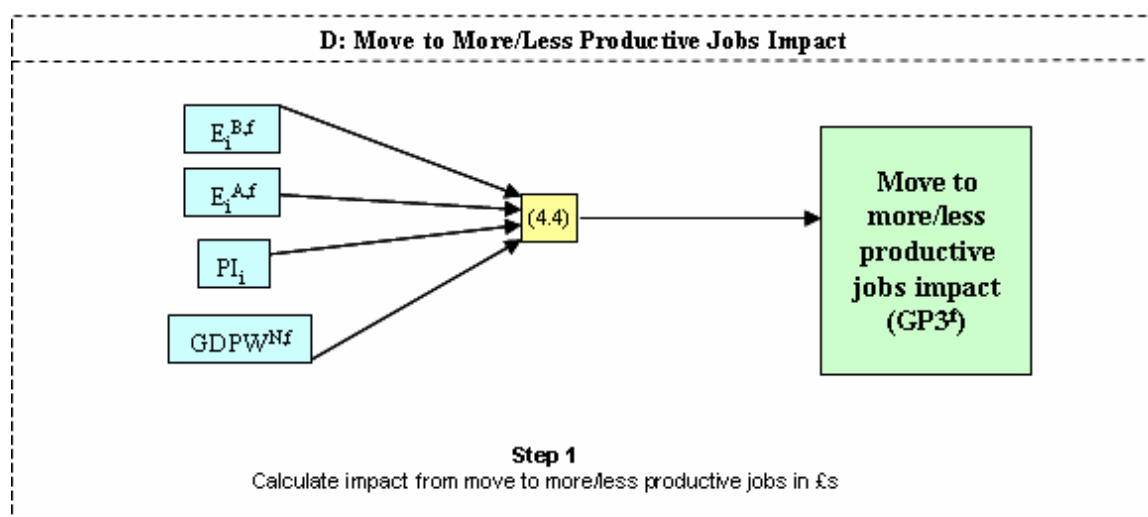 D: Move to More/Less Productive Jobs Impact
E_i^{B,f}
E_i^{A,f}
PI_i
GDPW^{N,f}
(4.4)
Move to
more/less
productive
jobs impact
(GP3^f)
Step 1
Calculate impact from move to more/less productive jobs in £s